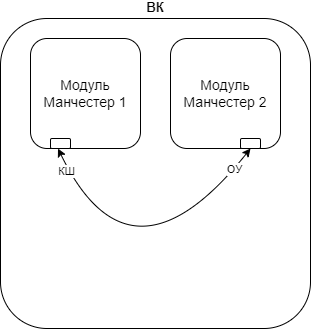 ВК
Модуль
Манчестер 1
Модуль
Манчестер 2
КШ
ОУ